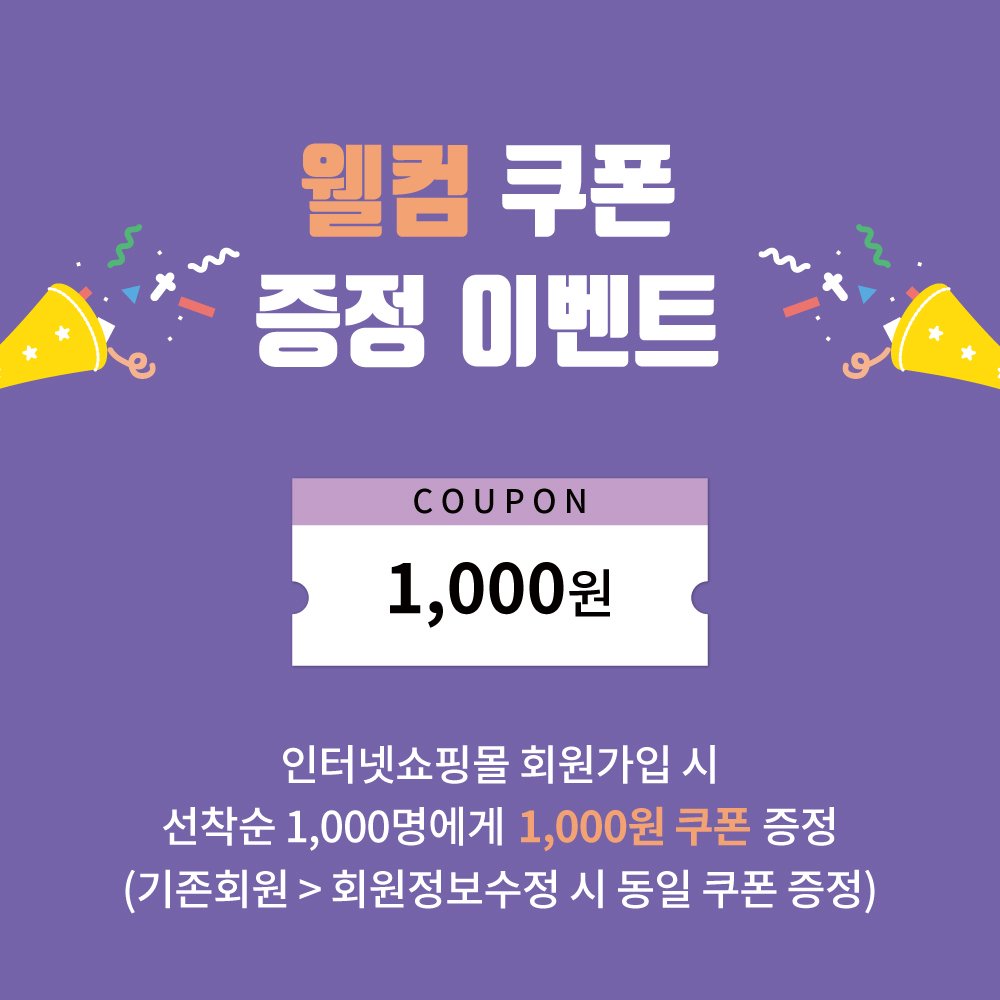 웰컴 쿠폰
증정 이벤트
COUPON
1,000원
인터넷쇼핑몰 회원가입 시
선착순 1,000명에게 1,000원 쿠폰 증정
(기존회원 > 회원정보수정 시 동일 쿠폰 증정)